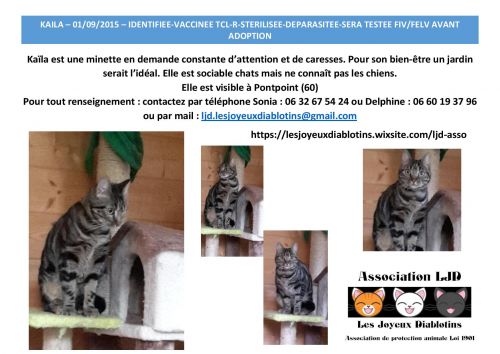 KAILA – 01/09/2015 – IDENTIFIEE-VACCINEE TCL-R-STERILISEE-DEPARASITEE-SERA TESTEE FIV/FELV AVANT
ADOPTION
Kaïla est une minette en demande constante d'attention et de caresses. Pour son bien-être un jardin
serait l'idéal. Elle est sociable chats mais ne connaît pas les chiens.
Elle est visible à Pontpoint (60)
Pour tout renseignement : contactez par téléphone Sonia : 06 32 67 54 24 ou Delphine : 06 60 19 37 96
ou par mail : ljd.lesjoyeuxdiablotins@gmail.com
https://lesjoyeuxdiablotins.wixsite.com/ljd-asso
Association LJD
Les Joyeux Diablotins
Association de protection animale Loi 1901